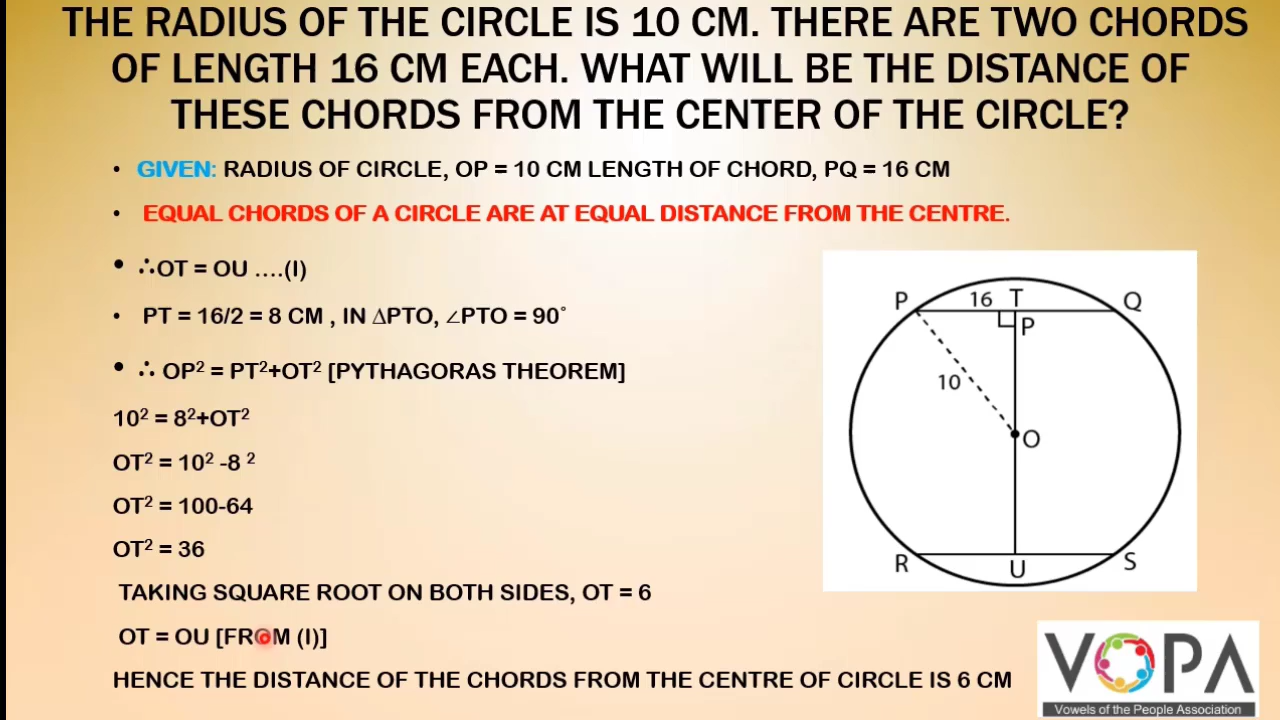 THE RADIUS OF THE CIRCLE IS 10 CM. THERE ARE TWO CHORDS
OF LENGTH 16 CM EACH. WHAT WILL BE THE DISTANCE OF
THESE CHORDS FROM THE CENTER OF THE CIRCLE?
• GIVEN: RADIUS OF CIRCLE, OP = 10 CM LENGTH OF CHORD, PQ = 16 CM
• EQUAL CHORDS OF A CIRCLE ARE AT EQUAL DISTANCE FROM THE CENTRE.
• ∴OT = OU ....(I)
• PT = 16/2 = 8 CM , IN ∆PTO, ∠PTO = 90˚
• ∴ OP² = PT²+OT² [PYTHAGORAS THEOREM]
10² = 8²+OT²
OT² = 10² -8 ²
OT² = 100-64
OT² = 36
TAKING SQUARE ROOT ON BOTH SIDES, OT = 6
OT = OU [FROM (I)]
HENCE THE DISTANCE OF THE CHORDS FROM THE CENTRE OF CIRCLE IS 6 CM
P 16 T Q
P
10
O
R U S
VOPA
Vowels of the People Association